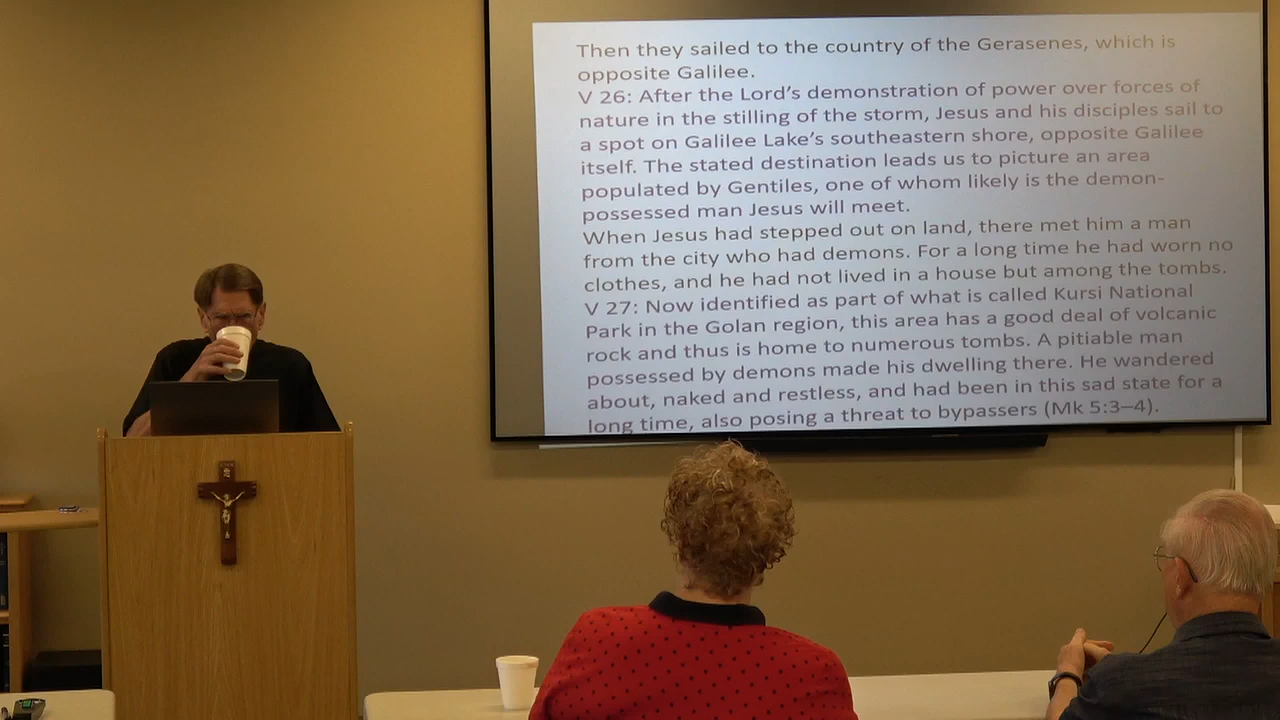 Then they sailed to the country of the Gerasenes, which is
opposite Galilee.
V 26: After the Lord’s demonstration of power over forces of
nature in the stilling of the storm, Jesus and his disciples sail to
a spot on Galilee Lake’s southeastern shore, opposite Galilee
itself. The stated destination leads us to picture an area
populated by Gentiles, one of whom likely is the demon-
possessed man Jesus will meet.
When Jesus had stepped out on land, there met him a man
from the city who had demons. For a long time he had worn no
clothes, and he had not lived in a house but among the tombs.
V 27: Now identified as part of what is called Kursi National
Park in the Golan region, this area has a good deal of volcanic
rock and thus is home to numerous tombs. A pitiable man
possessed by demons made his dwelling there. He wandered
about, naked and restless, and had been in this sad state for a
long time, also posing a threat to bypassers (Mk 5:3–4).